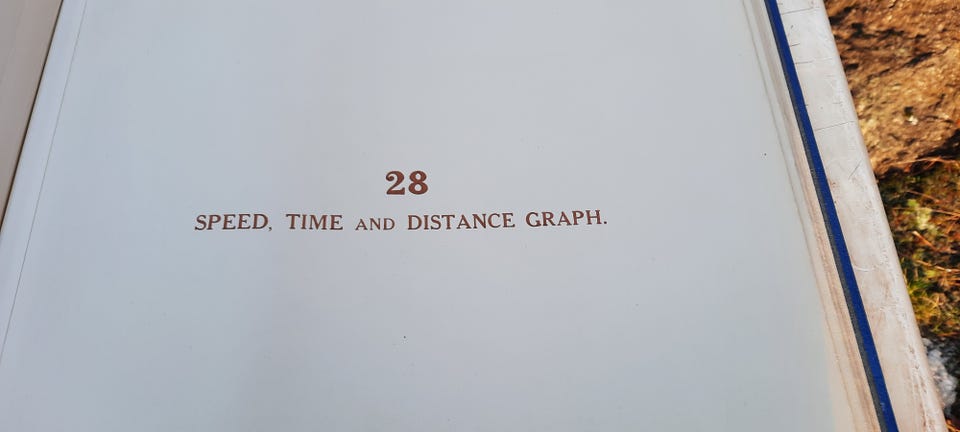 28
SPEED, TIME AND DISTANCE GRAPH.